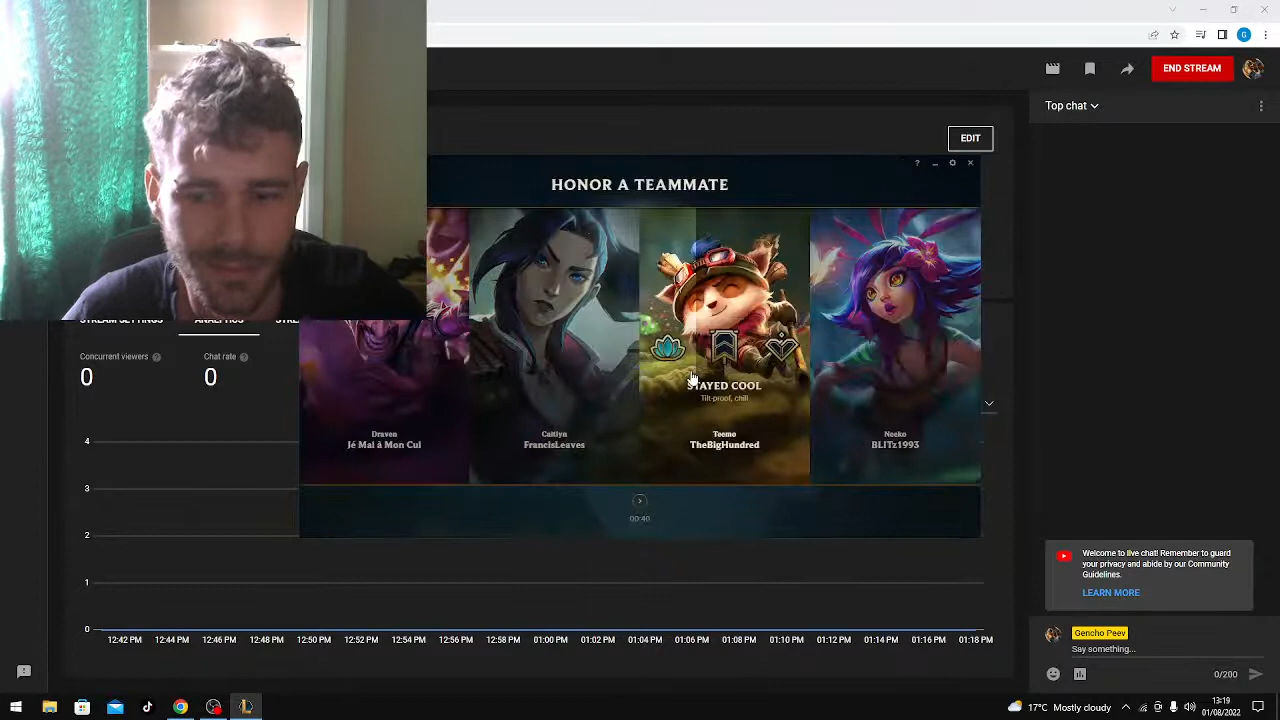 END STREAM
Top chat
EDIT
HONOR A TEAMMATE
STREAM SETTINGS
ANALYTICS
Concurrent viewers
Chat rate
0
0
STAYED COOL
Tilt-proof, chill
Draven
Jé Mal à Mon Cul
Caitlyn
FrancisLeaves
Teemo
TheBigHundred
Neeko
BLITz1993
00:40
4
3
2
1
0
12:42 PM 12:44 PM 12:46 PM 12:48 PM 12:50 PM 12:52 PM 12:54 PM 12:56 PM 12:58 PM 01:00 PM 01:02 PM 01:04 PM 01:06 PM 01:08 PM 01:10 PM 01:12 PM 01:14 PM 01:16 PM 01:18 PM
Welcome to live chat! Remember to guard
your privacy and abide by our Community
Guidelines.
LEARN MORE
Gencho Peev
Say something...
0/200
17°C Mostly cloudy
13:19
01/08/2022